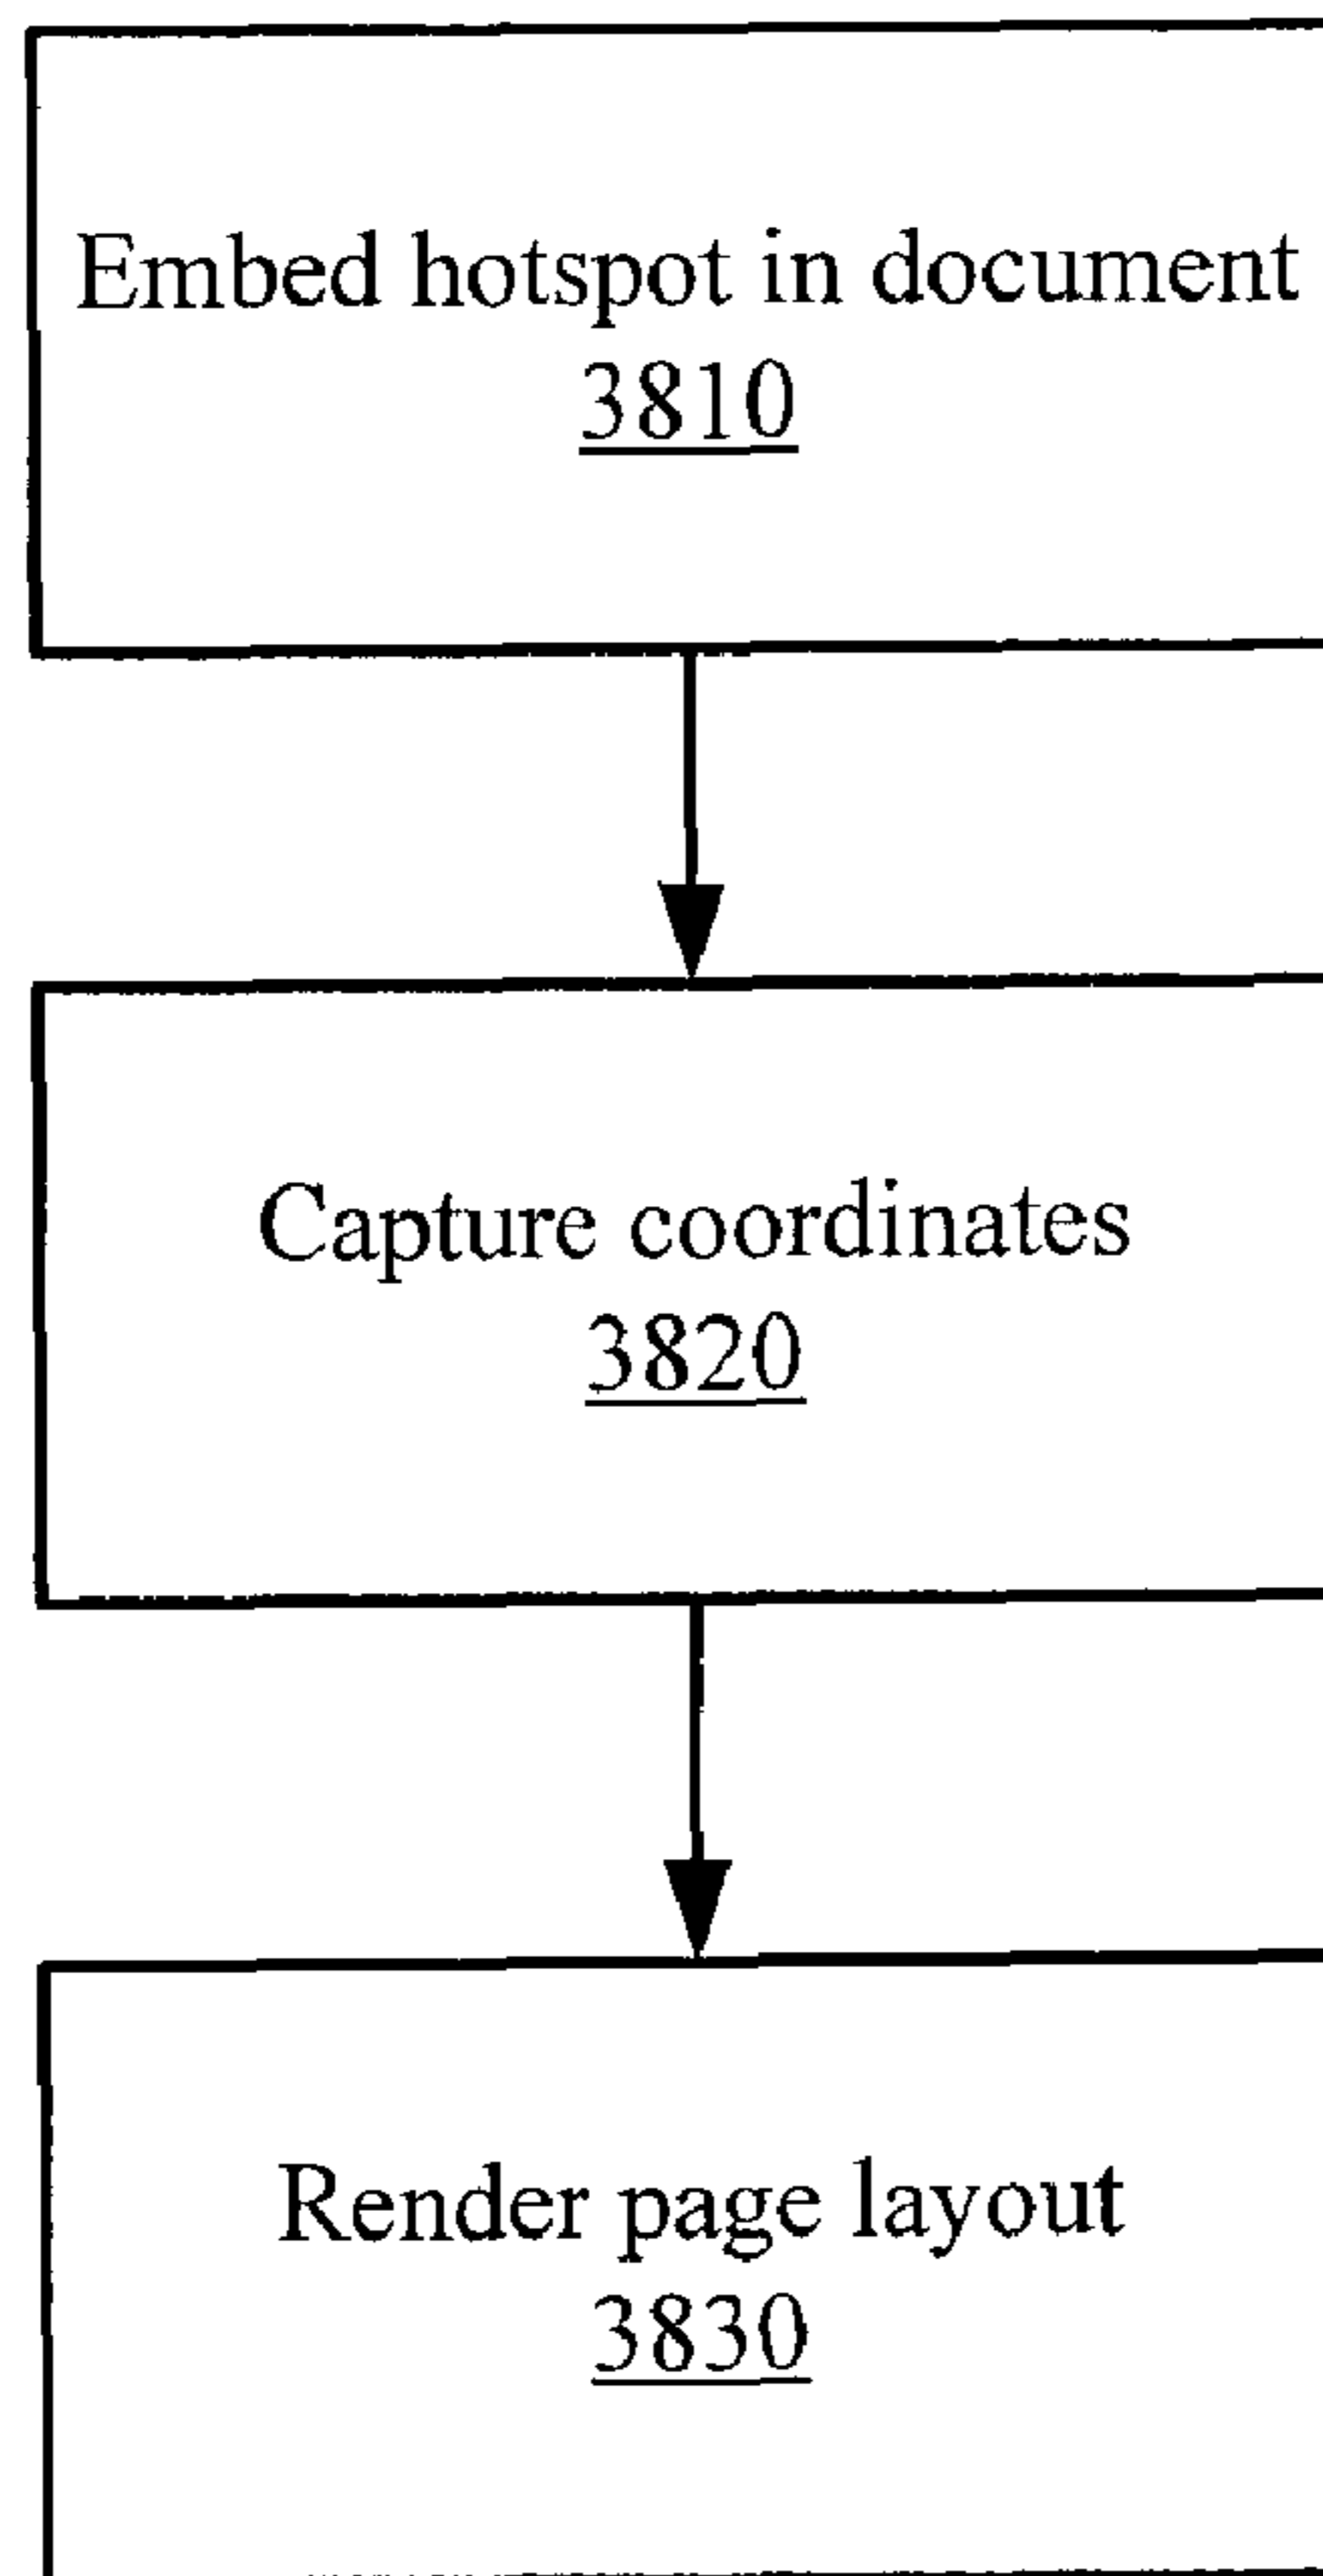 Embed hotspot in document
3810
Capture coordinates
3820
Render page layout
3830